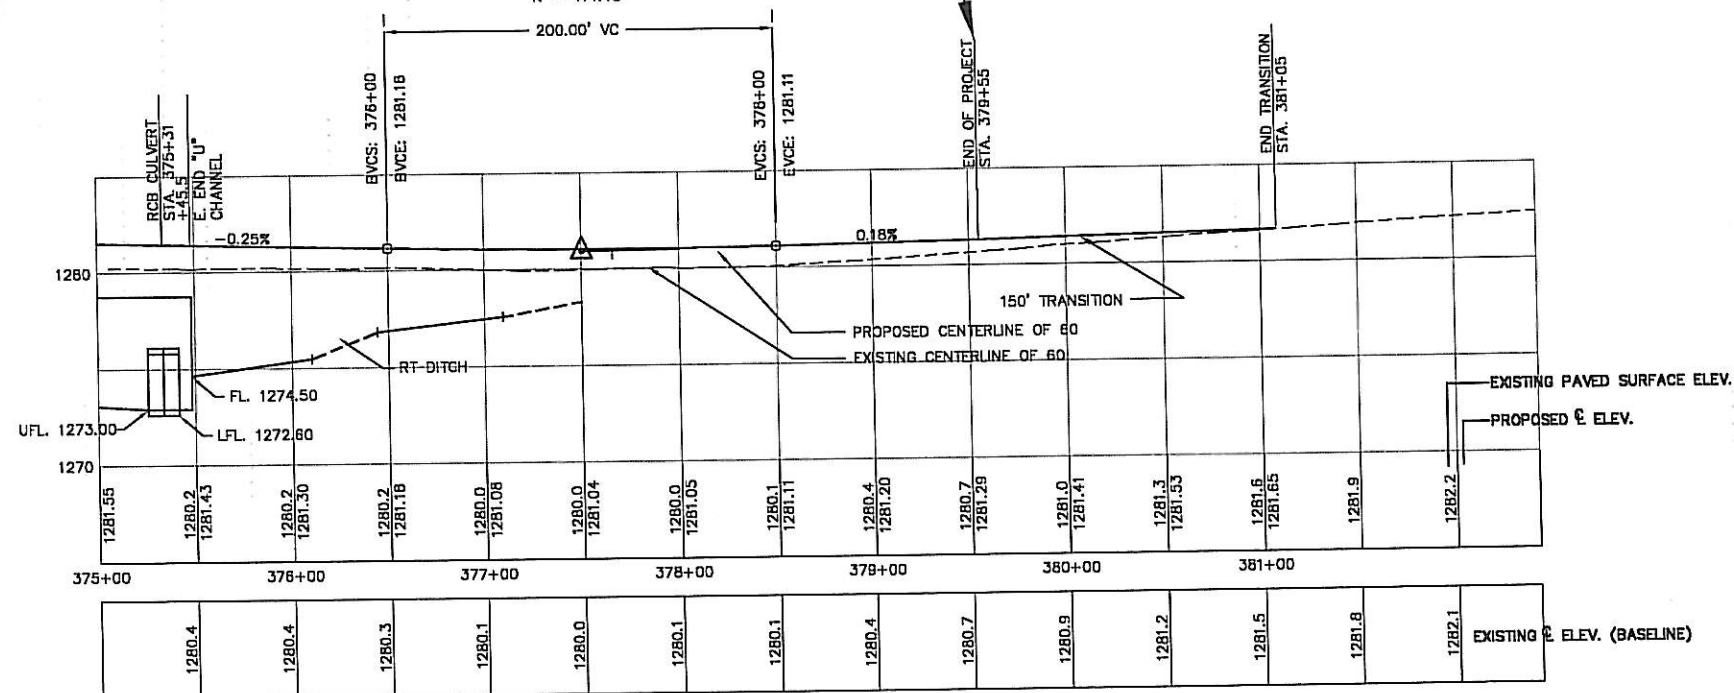 200.00' VC
RCB CULVERT
STA. 375+31
+45.5
E. END "U"
CHANNEL
BVCS: 376+00
BVCE: 1281.18
EVCS: 378+00
EVCE: 1281.11
END OF PROJECT
STA. 379+55
END TRANSITION
STA. 381+05
-0.25%
0.18%
1280
150' TRANSITION
PROPOSED CENTERLINE OF 60
EXISTING CENTERLINE OF 60
RT-DITCH
FL. 1274.50
UFL. 1273.00
LFL. 1272.60
EXISTING PAVED SURFACE ELEV.
PROPOSED ℄ ELEV.
1270
1281.55
1280.2
1281.43
1280.2
1281.30
1280.2
1281.18
1280.0
1281.08
1280.0
1281.04
1280.0
1281.05
1280.1
1281.11
1280.4
1281.20
1280.7
1281.29
1281.0
1281.41
1281.3
1281.53
1281.6
1281.65
1281.9
1282.2
375+00
376+00
377+00
378+00
379+00
380+00
381+00
1280.4
1280.4
1280.3
1280.1
1280.0
1280.1
1280.1
1280.4
1280.7
1280.9
1281.2
1281.5
1281.8
1282.1
EXISTING ℄ ELEV. (BASELINE)